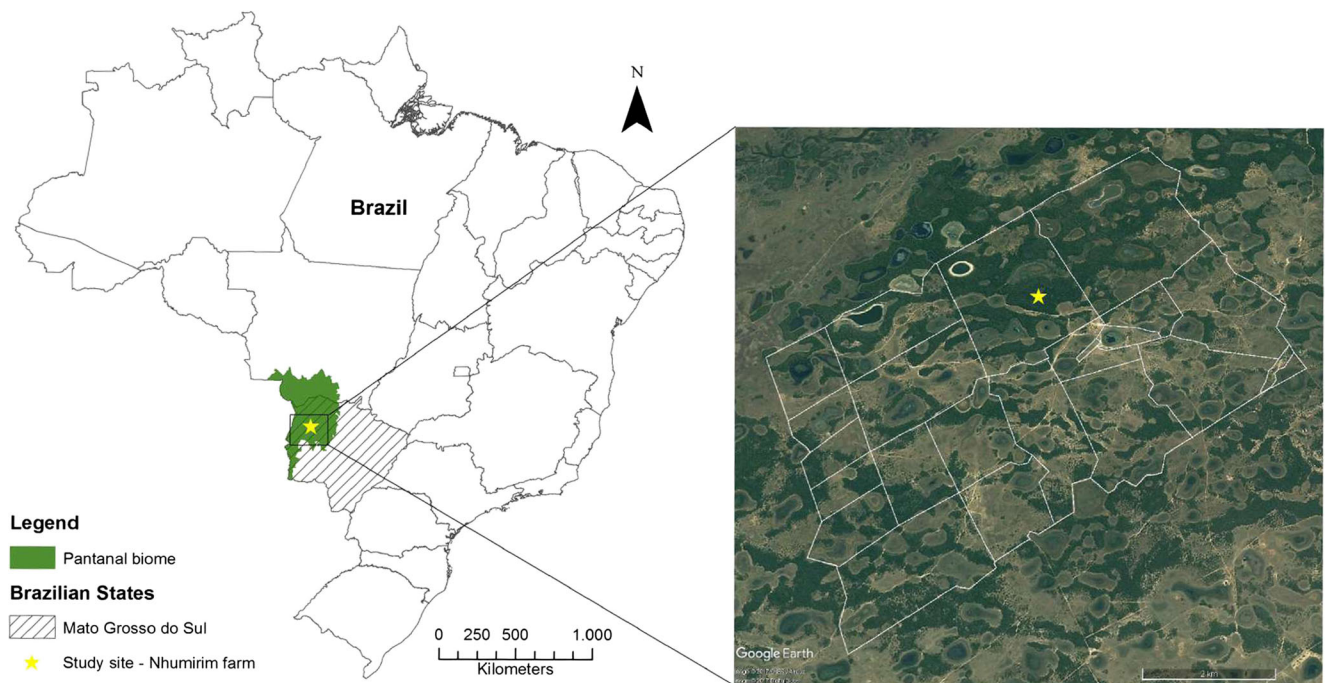 N
Brazil
Legend
Pantanal biome
Brazilian States
Mato Grosso do Sul
Study site - Nhumirim farm
0 250 500 1.000
Kilometers
Google Earth
2 km